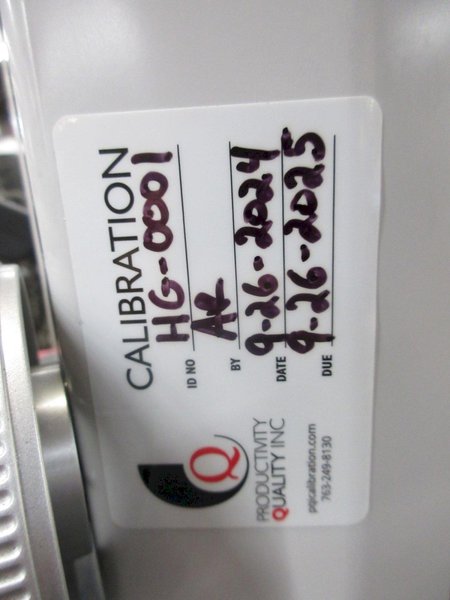 CALIBRATION
ID NO HG-0001
BY AK
DATE 9-26-2024
DUE 9-26-2025
Q
PRODUCTIVITY
QUALITY INC
pqicalibration.com
763-249-8130